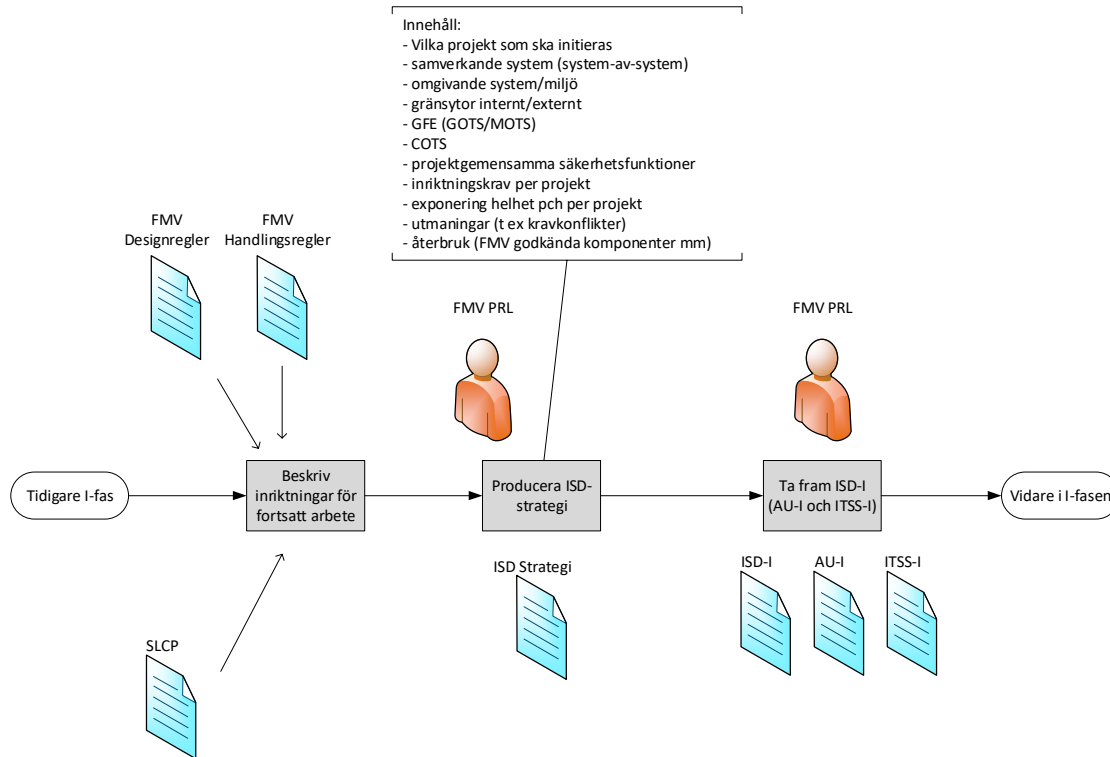 Innehåll:
- Vilka projekt som ska initieras
- samverkande system (system-av-system)
- omgivande system/miljö
- gränsytor internt/externt
- GFE (GOTS/MOTS)
- COTS
- projektgemensamma säkerhetsfunktioner
- inriktningskrav per projekt
- exponering helhet pch per projekt
- utmaningar (t ex kravkonflikter)
- återbruk (FMV godkända komponenter mm)
FMV
Designregler
FMV
Handlingsregler
FMV PRL
FMV PRL
Tidigare I-fas
Beskriv
inriktningar för
fortsatt arbete
Producera ISD-
strategi
Ta fram ISD-I
(AU-I och ITSS-I)
Vidare i I-fasen
ISD Strategi
ISD-I
AU-I
ITSS-I
SLCP